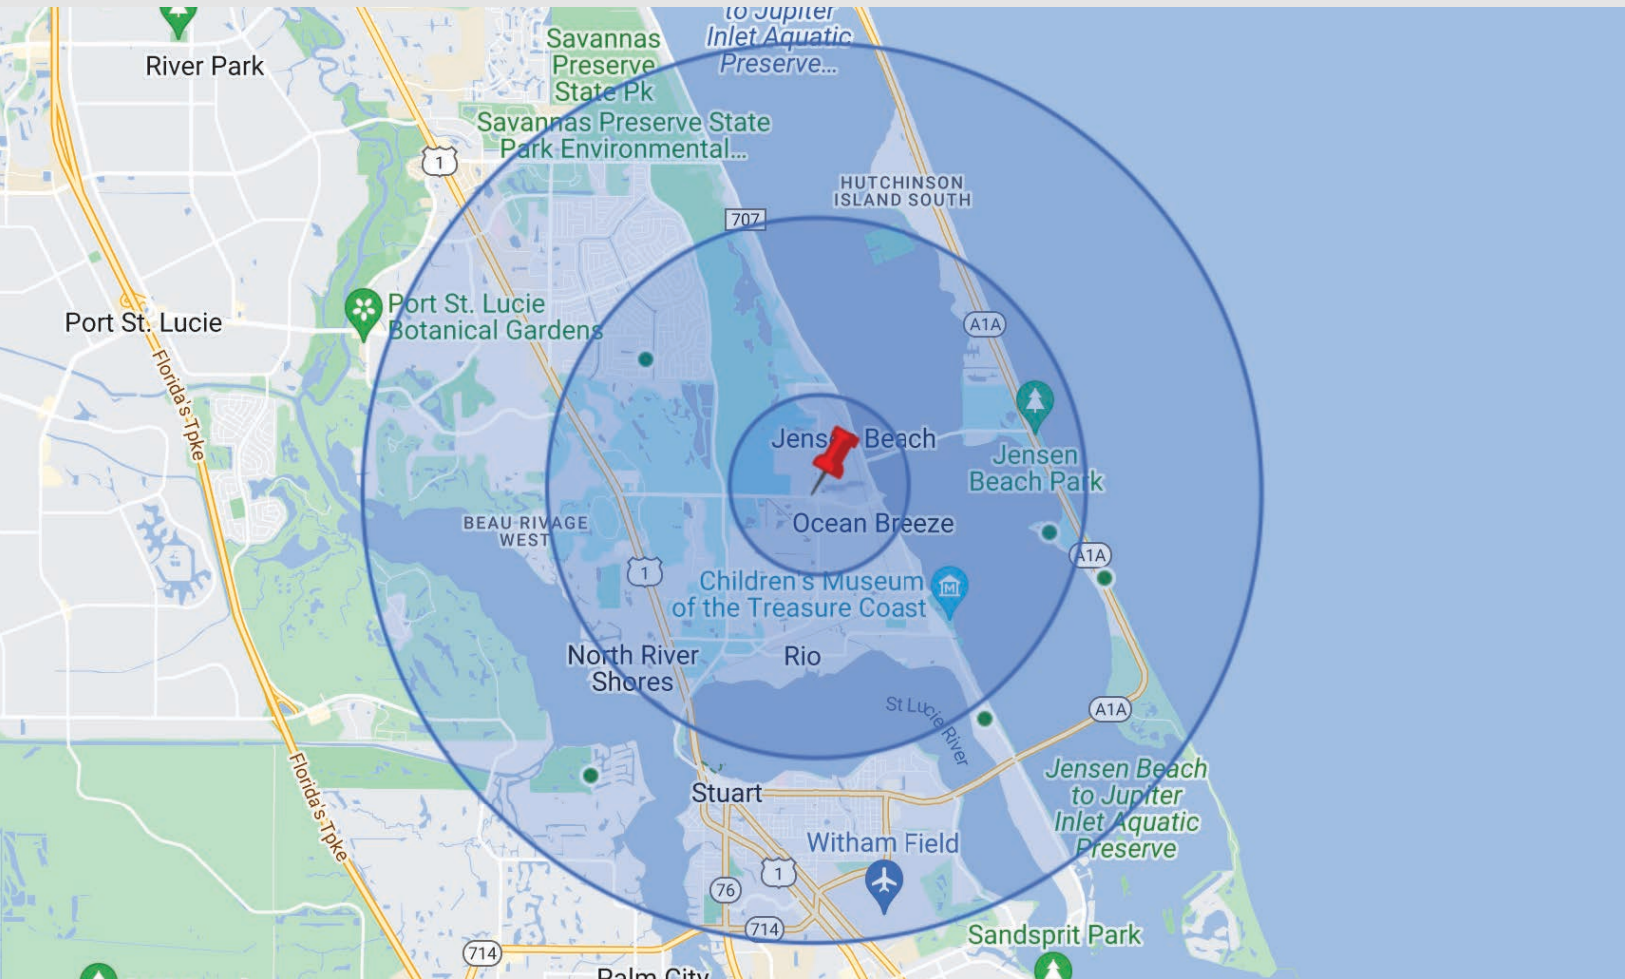 to Jupiter
Inlet Aquatic
Preserve...
River Park
Savannas
Preserve
State Pk
Savannas Preserve State
Park Environmental...
1
HUTCHINSON
ISLAND SOUTH
707
Port St. Lucie
Botanical Gardens
Port St. Lucie
A1A
Florida's Tpke
Jensen Beach
Jensen
Beach Park
BEAU RIVAGE
WEST
Ocean Breeze
A1A
1
Children's Museum
of the Treasure Coast
M
North River
Shores
Rio
St Lucie River
A1A
Florida's Tpke
Stuart
Jensen Beach
to Jupiter
Inlet Aquatic
Preserve
Witham Field
1
76
714
714
Sandsprit Park
Palm City